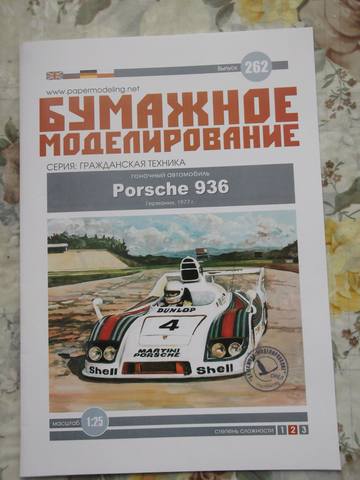 Выпуск 262
www.papermodeling.net
БУМАЖНОЕ
МОДЕЛИРОВАНИЕ
СЕРИЯ: ГРАЖДАНСКАЯ ТЕХНИКА
гоночный автомобиль
Porsche 936
Германия, 1977 г.
DUNLOP
4
MARTINI
PORSCHE
Shell
Shell
масштаб 1:25
степень сложности 1 2 3